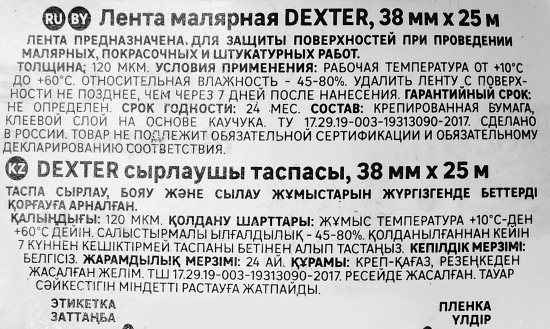 RU BY Лента малярная DEXTER, 38 мм x 25 м
ЛЕНТА ПРЕДНАЗНАЧЕНА ДЛЯ ЗАЩИТЫ ПОВЕРХНОСТЕЙ ПРИ ПРОВЕДЕНИИ
МАЛЯРНЫХ, ПОКРАСОЧНЫХ И ШТУКАТУРНЫХ РАБОТ.
ТОЛЩИНА: 120 МКМ. УСЛОВИЯ ПРИМЕНЕНИЯ: РАБОЧАЯ ТЕМПЕРАТУРА ОТ +10°С
ДО +60°С. ОТНОСИТЕЛЬНАЯ ВЛАЖНОСТЬ - 45-80%. УДАЛИТЬ ЛЕНТУ С ПОВЕРХ-
НОСТИ НЕ ПОЗДНЕЕ, ЧЕМ ЧЕРЕЗ 7 ДНЕЙ ПОСЛЕ НАНЕСЕНИЯ. ГАРАНТИЙНЫЙ СРОК:
НЕ ОПРЕДЕЛЕН. СРОК ГОДНОСТИ: 24 МЕС. СОСТАВ: КРЕПИРОВАННАЯ БУМАГА,
КЛЕЕВОЙ СЛОЙ НА ОСНОВЕ КАУЧУКА. ТУ 17.29.19-003-19313090-2017. СДЕЛАНО
В РОССИИ. ТОВАР НЕ ПОДЛЕЖИТ ОБЯЗАТЕЛЬНОЙ СЕРТИФИКАЦИИ И ОБЯЗАТЕЛЬНОМУ
ДЕКЛАРИРОВАНИЮ СООТВЕТСТВИЯ.
KZ DEXTER сырлаушы таспасы, 38 мм x 25 м
ТАСПА СЫРЛАУ, БОЯУ ЖӘНЕ СЫЛАУ ЖҰМЫСТАРЫН ЖҮРГІЗГЕНДЕ БЕТТЕРДІ
ҚОРҒАУҒА АРНАЛҒАН.
ҚАЛЫҢДЫҒЫ: 120 МКМ. ҚОЛДАНУ ШАРТТАРЫ: ЖҰМЫС ТЕМПЕРАТУРА +10°С-ДЕН
+60°С ДЕЙІН. САЛЫСТЫРМАЛЫ ЫЛҒАЛДЫЛЫҚ - 45-80%. ҚОЛДАНЫЛҒАННАН КЕЙІН
7 КҮННЕН КЕШІКТІРМЕЙ ТАСПАНЫ БЕТІНЕН АЛЫП ТАСТАҢЫЗ. КЕПІЛДІК МЕРЗІМІ:
БЕЛГІСІЗ. ЖАРАМДЫЛЫҚ МЕРЗІМІ: 24 АЙ. ҚҰРАМЫ: КРЕП-ҚАҒАЗ, РЕЗЕҢКЕДЕН
ЖАСАЛҒАН ЖЕЛІМ. ТШ 17.29.19-003-19313090-2017. РЕСЕЙДЕ ЖАСАЛҒАН. ТАУАР
СӘЙКЕСТІГІН МІНДЕТТІ РАСТАУҒА ЖАТПАЙДЫ.
ЭТИКЕТКА ПЛЕНКА
ЗАТТАҢБА ҮЛДІР